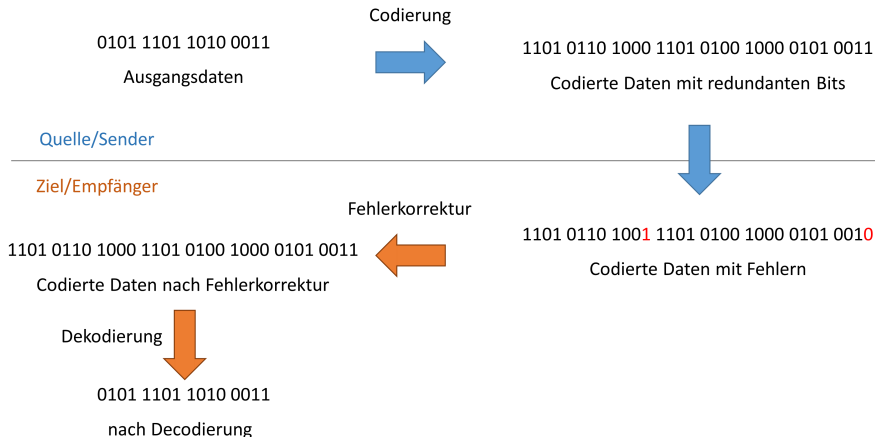 Codierung
0101 1101 1010 0011
Ausgangsdaten
1101 0110 1000 1101 0100 1000 0101 0011
Codierte Daten mit redundanten Bits
Quelle/Sender
Ziel/Empfänger
Fehlerkorrektur
1101 0110 1001 1101 0100 1000 0101 0010
Codierte Daten mit Fehlern
1101 0110 1000 1101 0100 1000 0101 0011
Codierte Daten nach Fehlerkorrektur
Dekodierung
0101 1101 1010 0011
nach Decodierung